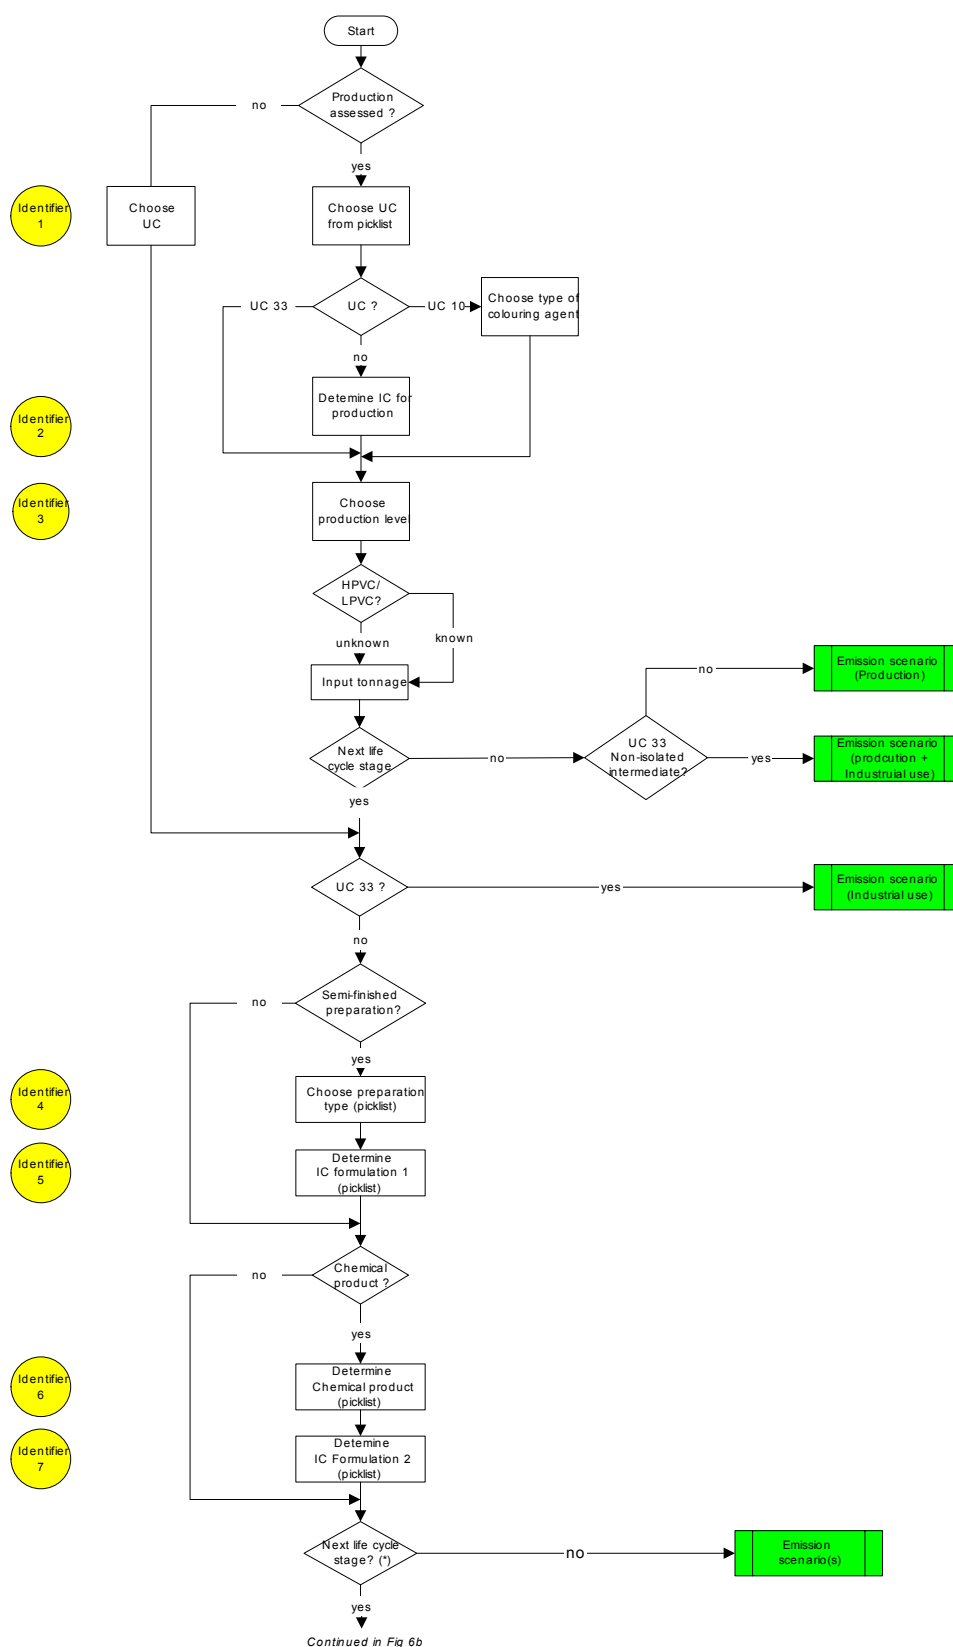 Start
Production
assessed ?
no
yes
Identifier
1
Choose
UC
Choose UC
from picklist
UC 33
UC ?
UC 10
Choose type of
colouring agent
no
Identifier
2
Detemine IC for
production
Identifier
3
Choose
production level
HPVC/
LPVC?
unknown
known
Input tonnage
Next life
cycle stage
no
UC 33
Non-isolated
intermediate?
no
Emission scenario
(Production)
yes
Emission scenario
(prodcution +
Industruial use)
yes
UC 33 ?
yes
Emission scenario
(Industrial use)
no
Semi-finished
preparation?
no
yes
Identifier
4
Choose preparation
type (picklist)
Identifier
5
Determine
IC formulation 1
(picklist)
Chemical
product ?
no
yes
Identifier
6
Determine
Chemical product
(picklist)
Identifier
7
Detemine
IC Formulation 2
(picklist)
Next life cycle
stage? (*)
no
Emission
scenario(s)
yes
Continued in Fig 6b